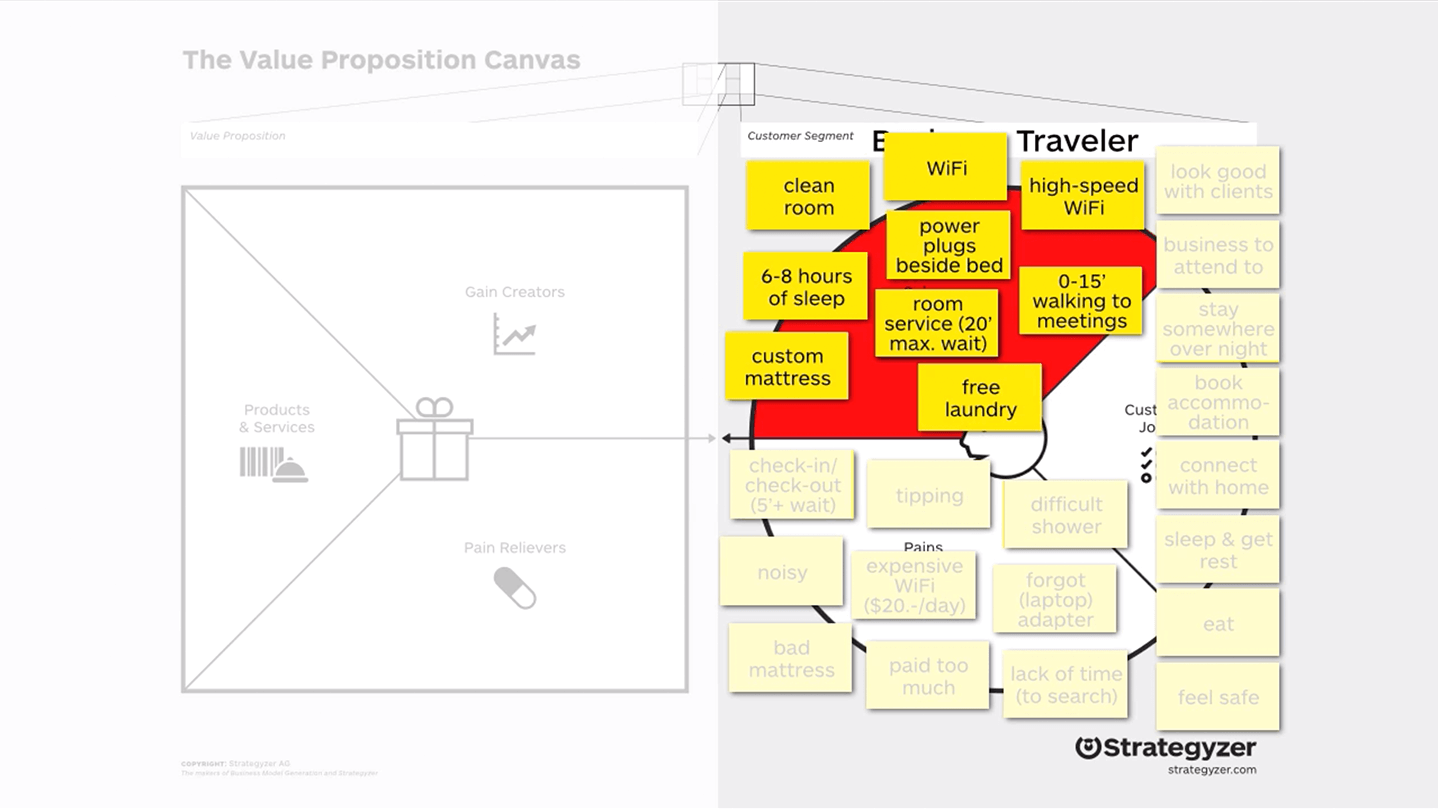 The Value Proposition Canvas
Value Proposition
Gain Creators
Products
& Services
Pain Relievers
COPYRIGHT: Strategyzer AG
The makers of Business Model Generation and Strategyzer
Customer Segment
Traveler
clean
room
WiFi
high-speed
WiFi
power
plugs
beside bed
6-8 hours
of sleep
0-15’
walking to
meetings
room
service (20’
max. wait)
custom
mattress
free
laundry
look good
with clients
business to
attend to
stay
somewhere
over night
book
accommo-
dation
connect
with home
sleep & get
rest
eat
feel safe
check-in/
check-out
(5’+ wait)
tipping
difficult
shower
Pains
noisy
expensive
WiFi
($20.-/day)
forgot
(laptop)
adapter
bad
mattress
paid too
much
lack of time
(to search)
Strategyzer
strategyzer.com